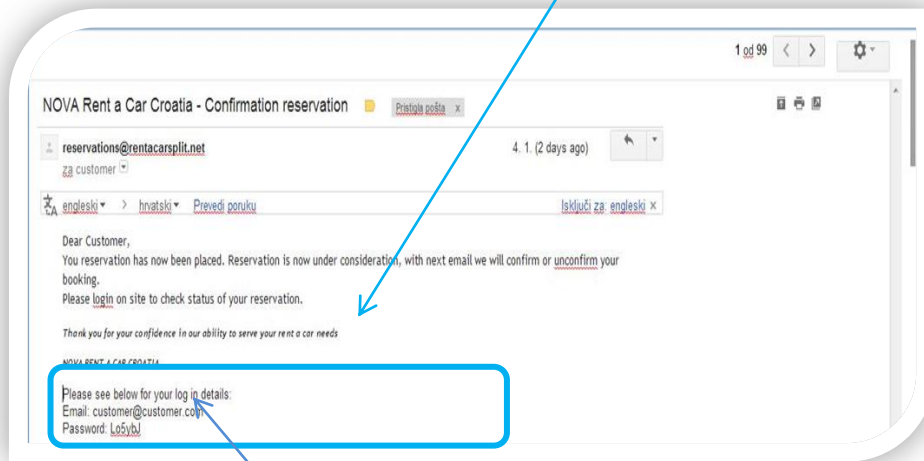 1 od 99
NOVA Rent a Car Croatia - Confirmation reservation Pristigla pošta x
reservations@rentacarsplit.net 4. 1. (2 days ago)
za customer
engleski > hrvatski Prevedi poruku Isključi za: engleski x
Dear Customer,
You reservation has now been placed. Reservation is now under consideration, with next email we will confirm or unconfirm your
booking.
Please login on site to check status of your reservation.
Thank you for your confidence in our ability to serve your rent a car needs
NOVA RENT A CAR CROATIA
Please see below for your log in details:
Email: customer@customer.com
Password: Lo5ybJ